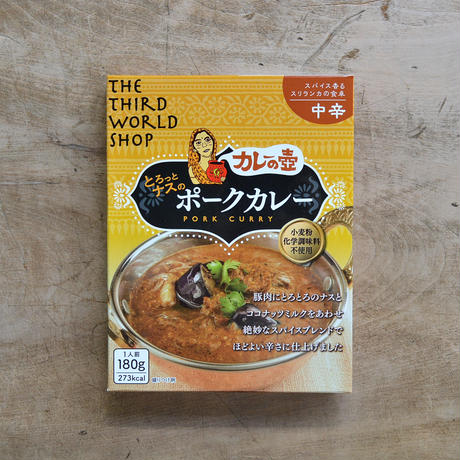 THE
THIRD
WORLD
SHOP
スパイス香る
スリランカの食卓
中辛
カレーの壺
とろっと
ナスの
ポークカレー
PORK CURRY
小麦粉
化学調味料
不使用
豚肉にとろとろのナスと
ココナッツミルクをあわせ
絶妙なスパイスブレンドで
ほどよい辛さに仕上げました
1人前
180g
273kcal